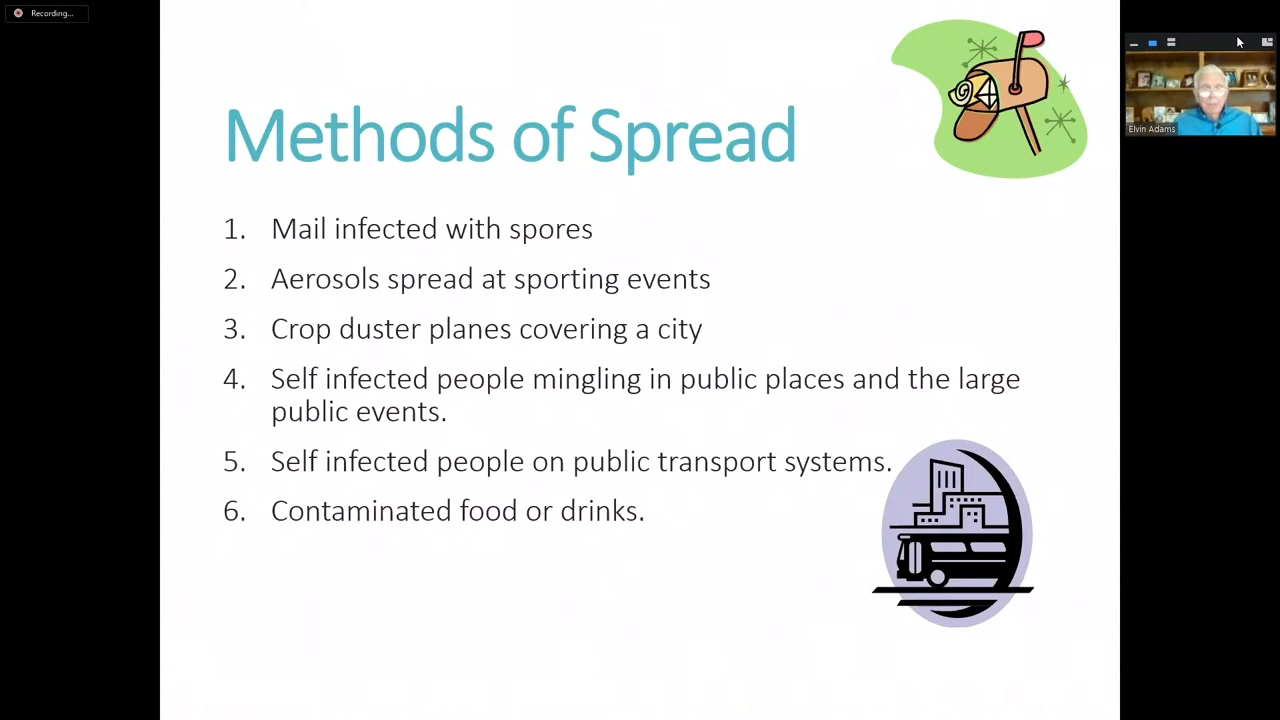 Recording...
Methods of Spread
1. Mail infected with spores
2. Aerosols spread at sporting events
3. Crop duster planes covering a city
4. Self infected people mingling in public places and the large
public events.
5. Self infected people on public transport systems.
6. Contaminated food or drinks.
Elvin Adams